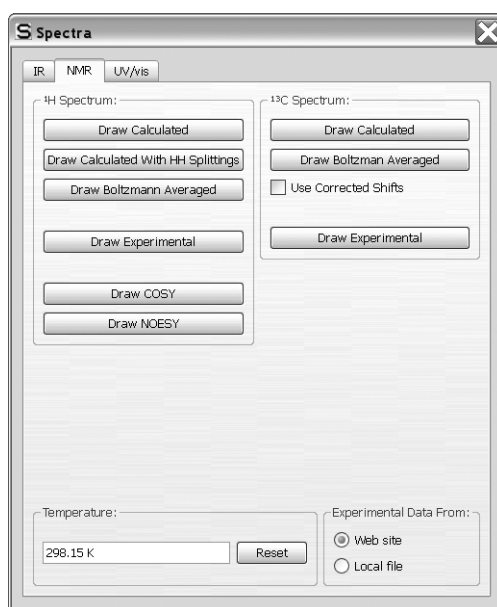 S Spectra
IR NMR UV/vis
¹H Spectrum:
Draw Calculated
Draw Calculated With HH Splittings
Draw Boltzmann Averaged
Draw Experimental
Draw COSY
Draw NOESY
¹³C Spectrum:
Draw Calculated
Draw Boltzman Averaged
Use Corrected Shifts
Draw Experimental
Temperature:
298.15 K Reset
Experimental Data From:
Web site
Local file